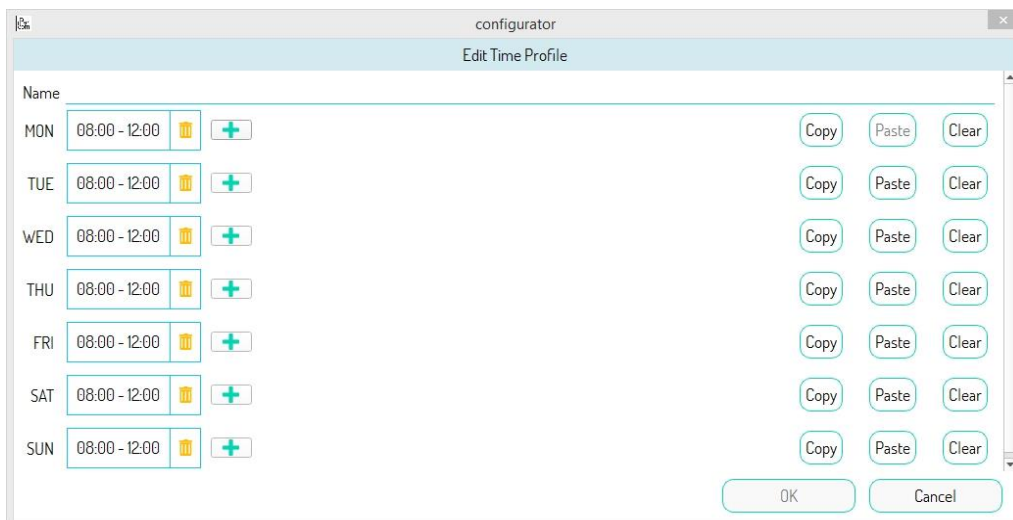 configurator
Edit Time Profile
Name
MON 08:00 - 12:00 Copy Paste Clear
TUE 08:00 - 12:00 Copy Paste Clear
WED 08:00 - 12:00 Copy Paste Clear
THU 08:00 - 12:00 Copy Paste Clear
FRI 08:00 - 12:00 Copy Paste Clear
SAT 08:00 - 12:00 Copy Paste Clear
SUN 08:00 - 12:00 Copy Paste Clear
OK Cancel